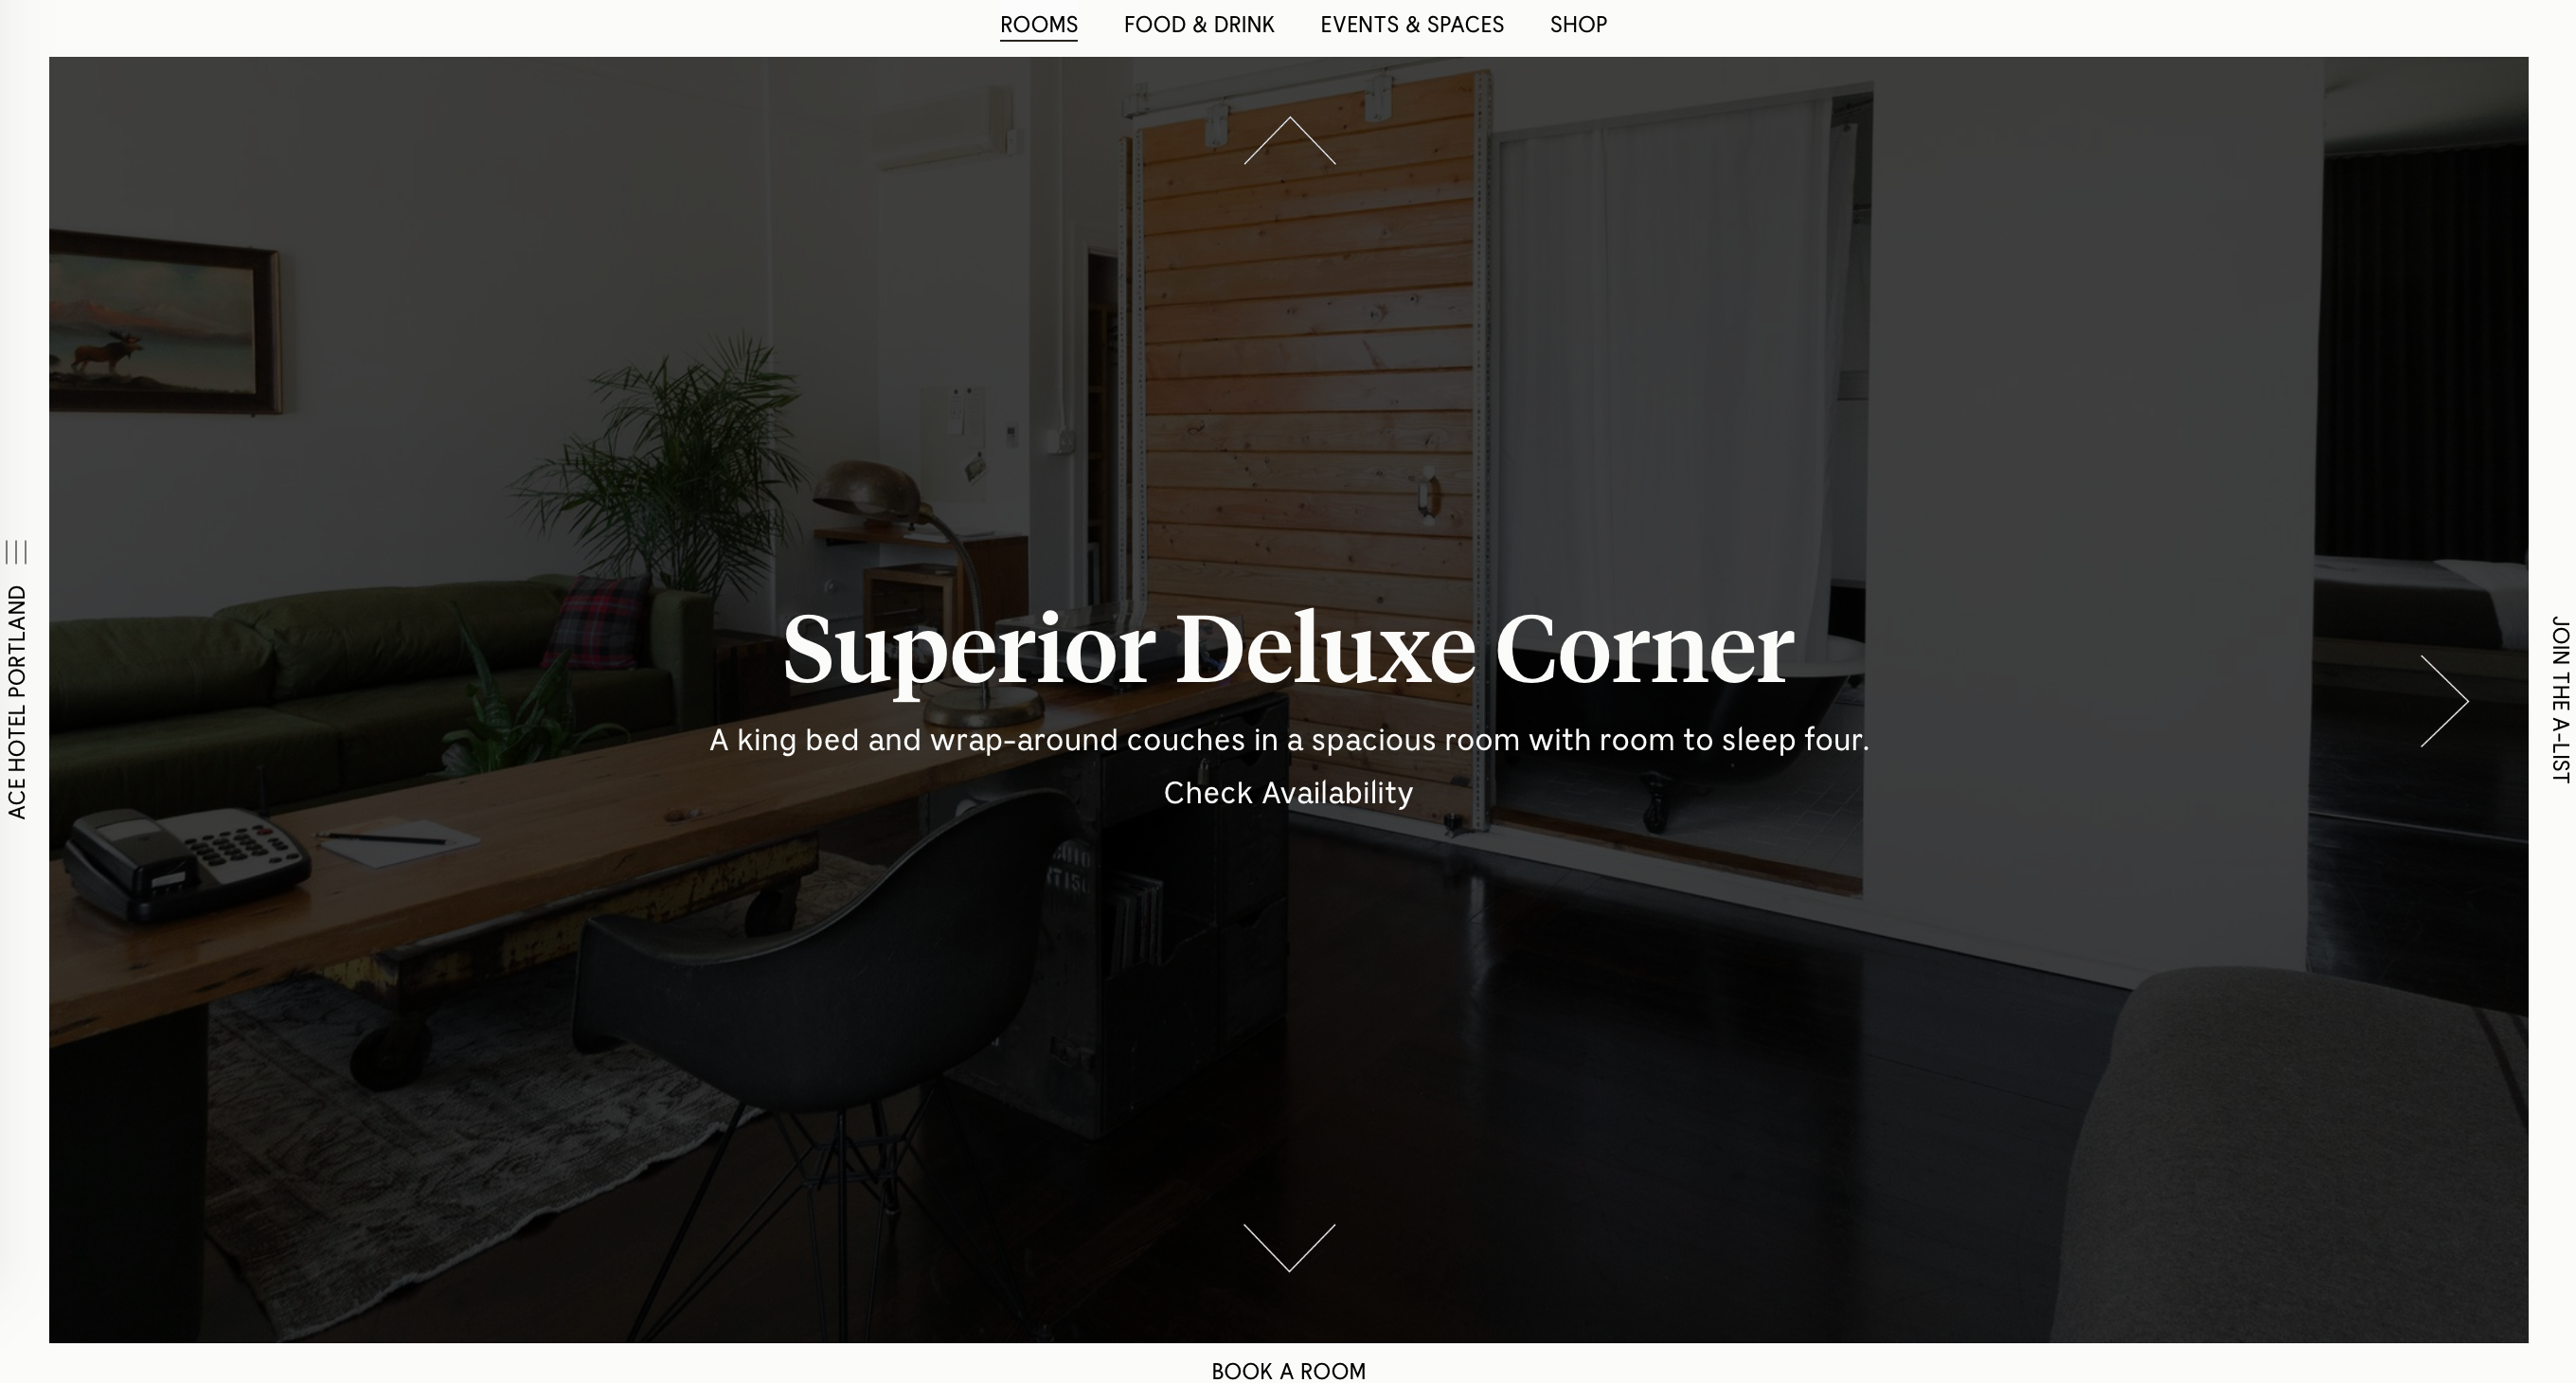 ROOMS FOOD & DRINK EVENTS & SPACES SHOP
ACE HOTEL PORTLAND
Superior Deluxe Corner
A king bed and wrap-around couches in a spacious room with room to sleep four.
Check Availability
JOIN THE A-LIST
BOOK A ROOM